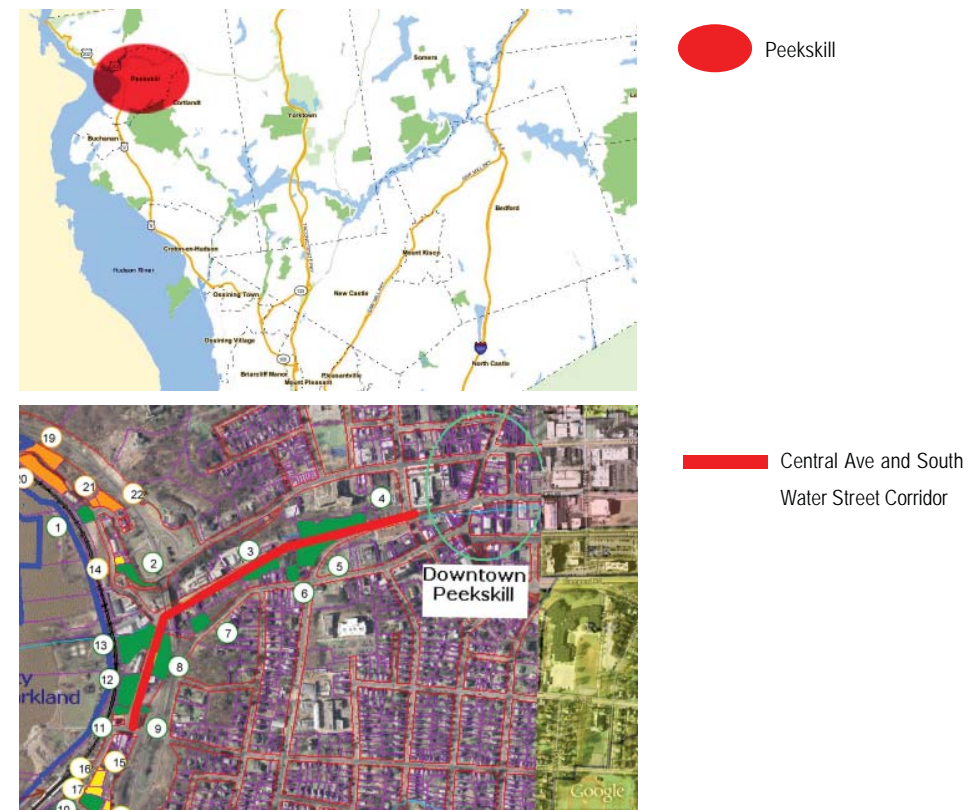 Somers
Peekskill
Peekskill
Cortlandt
Yorktown
Buchanan
Bedford
Mount Kisco
Croton-on-Hudson
Hudson River
Ossining Town
New Castle
Ossining Village
North Castle
Briarcliff Manor
Pleasantville
Mount Pleasant
19
20
21
22
4
1
3
Central Ave and South
Water Street Corridor
2
14
5
6
Downtown
Peekskill
7
13
8
12
rkland
11
9
15
16
17
10
Google